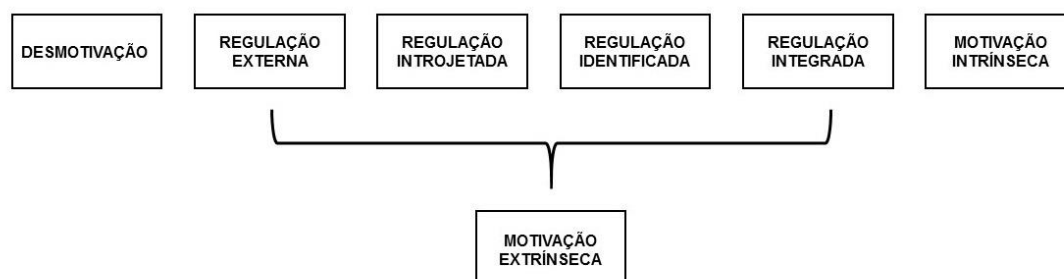 DESMOTIVAÇÃO
REGULAÇÃO
EXTERNA
REGULAÇÃO
INTROJETADA
REGULAÇÃO
IDENTIFICADA
REGULAÇÃO
INTEGRADA
MOTIVAÇÃO
INTRÍNSECA
MOTIVAÇÃO
EXTRÍNSECA